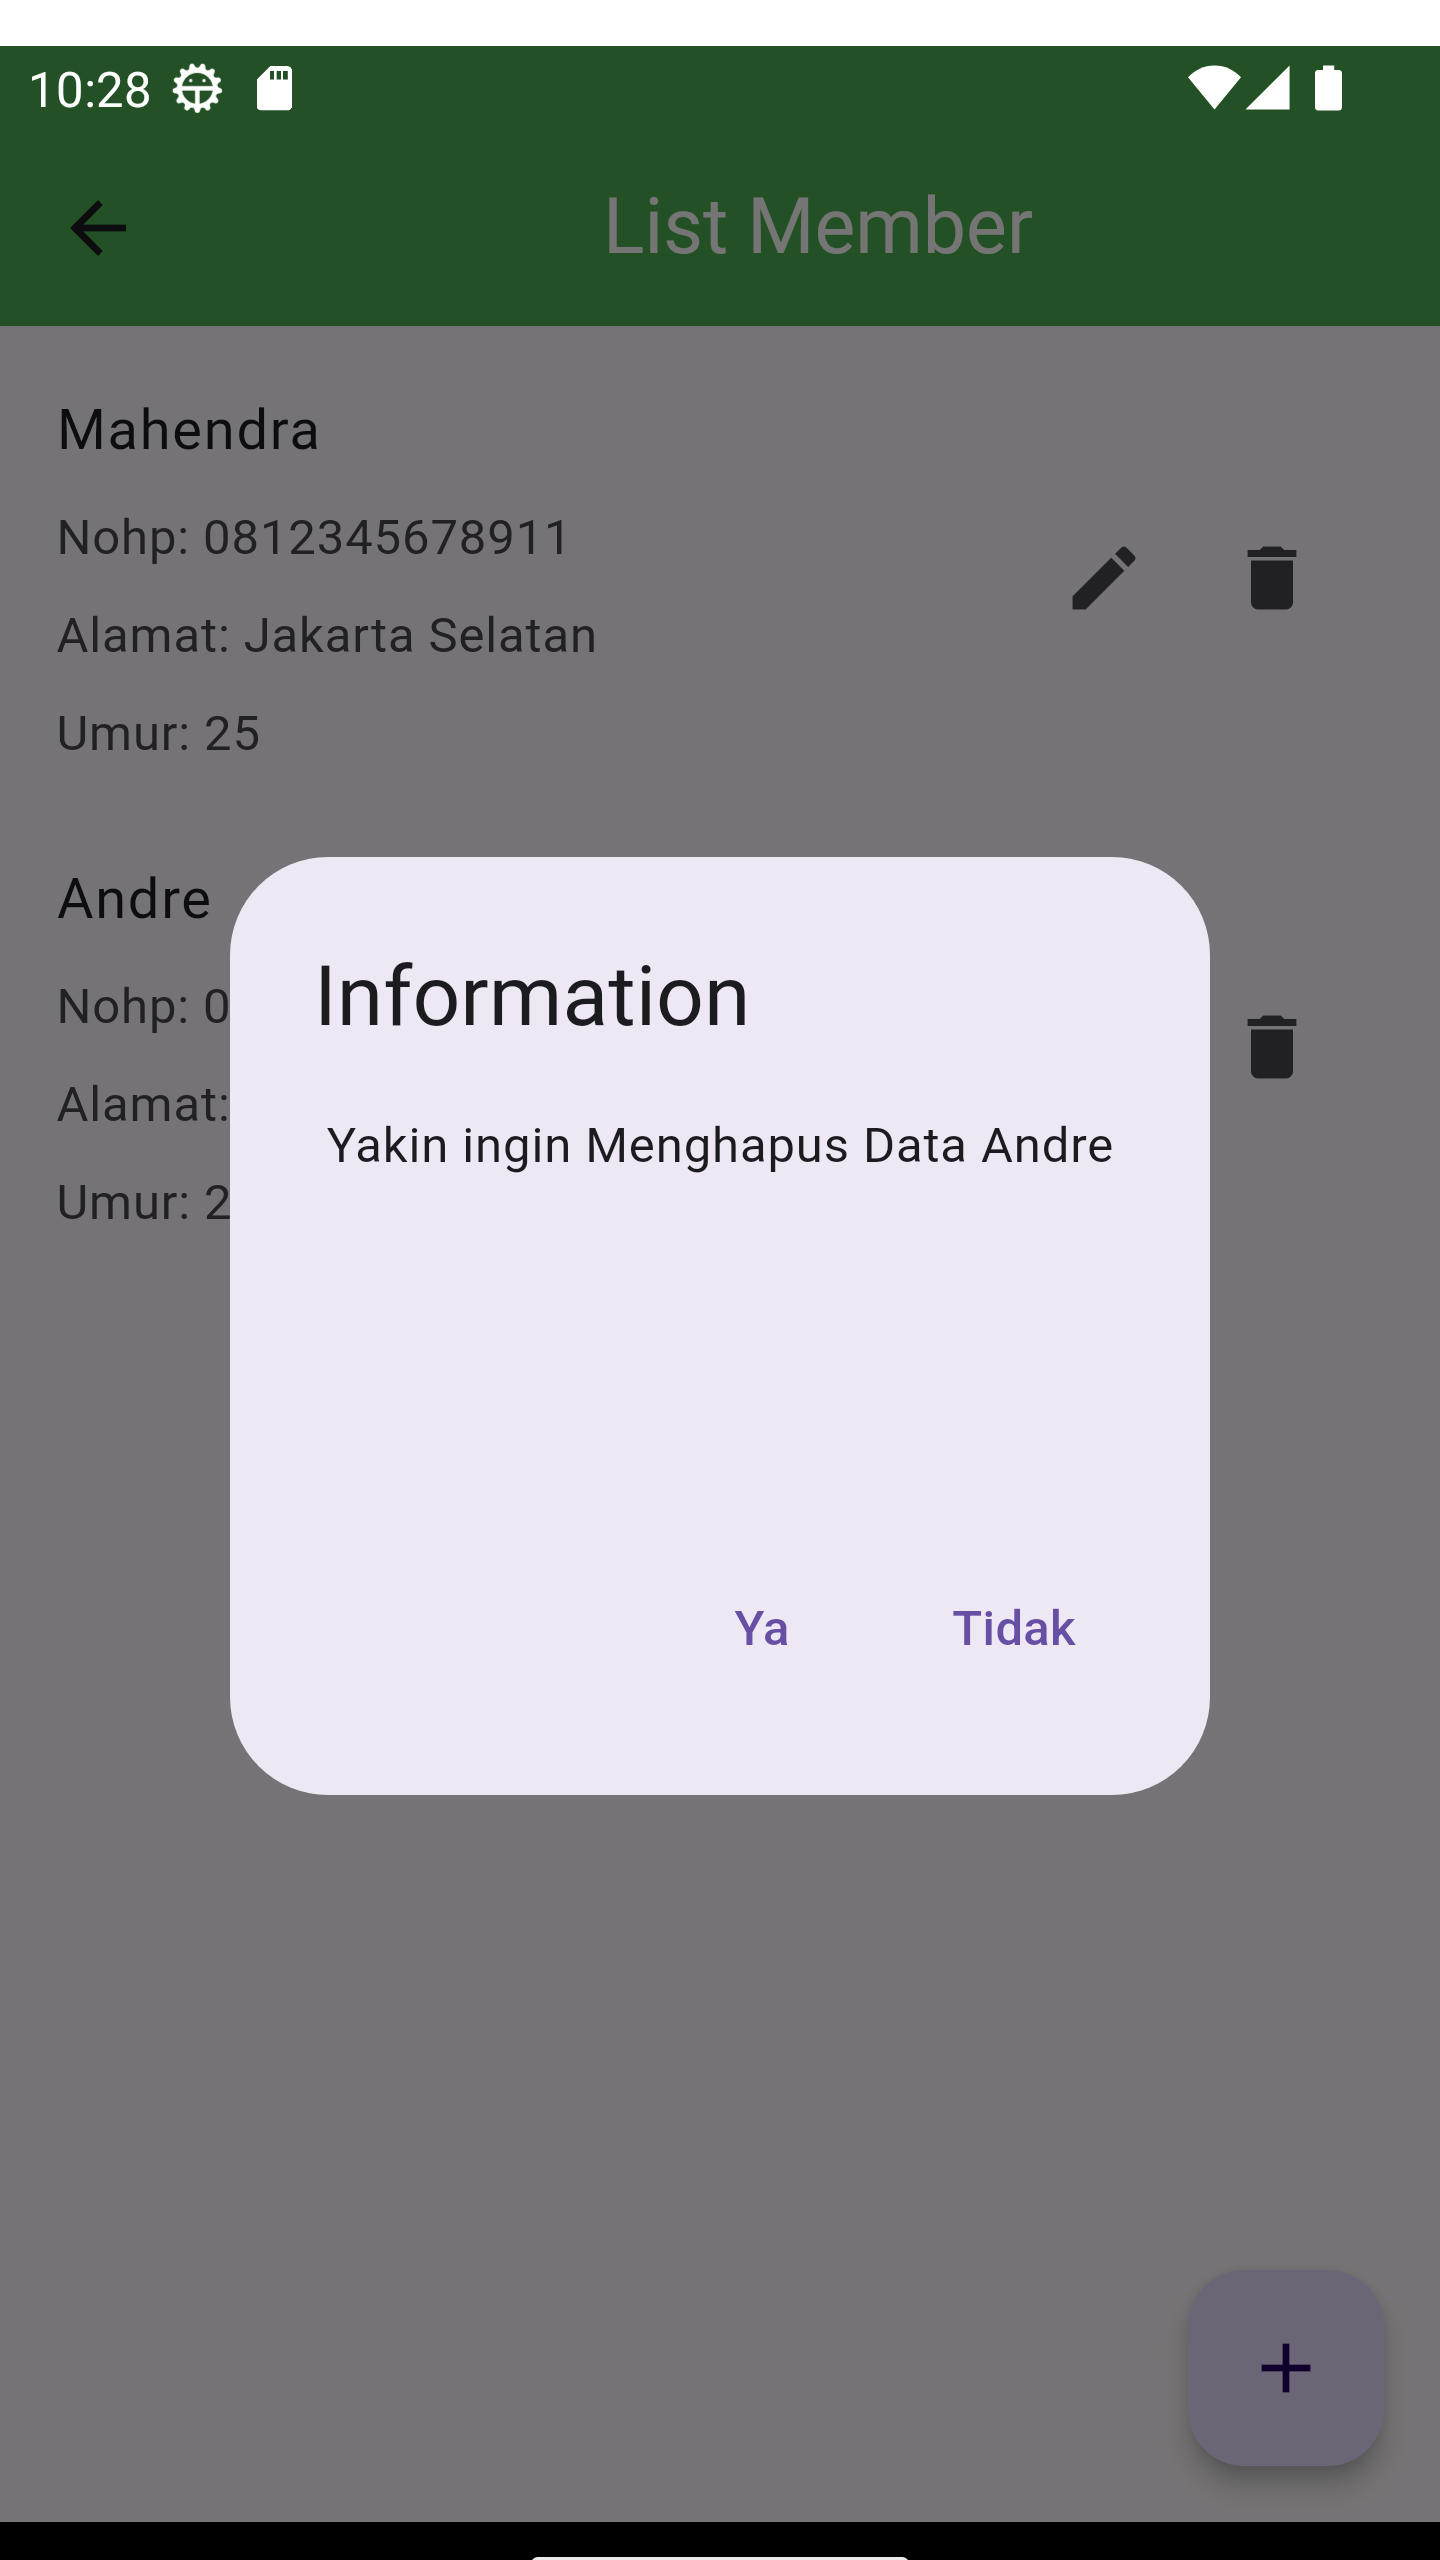 10:28
List Member
Mahendra
Nohp: 0812345678911
Alamat: Jakarta Selatan
Umur: 25
Andre
Nohp: 0
Alamat:
Umur: 2
Information
Yakin ingin Menghapus Data Andre
Ya Tidak